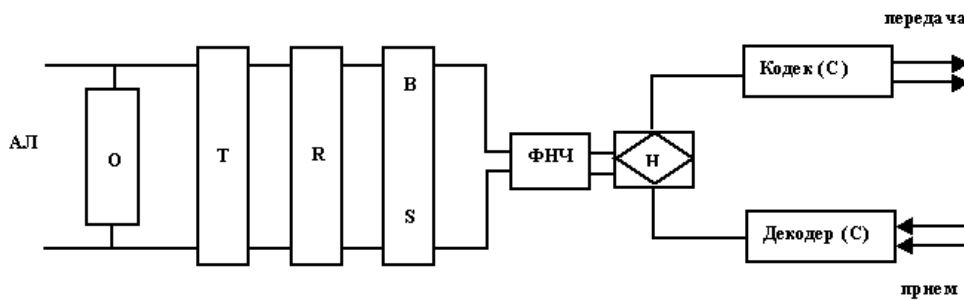 передача
Кодек (С)
АЛ
О
T
R
B
S
ФНЧ
Н
Декодер (С)
прием